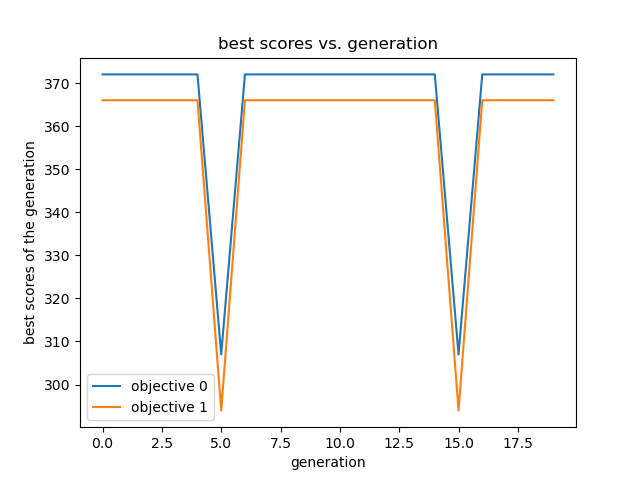 best scores vs. generation
best scores of the generation
370
360
350
340
330
320
310
300
objective 0
objective 1
0.0 2.5 5.0 7.5 10.0 12.5 15.0 17.5
generation